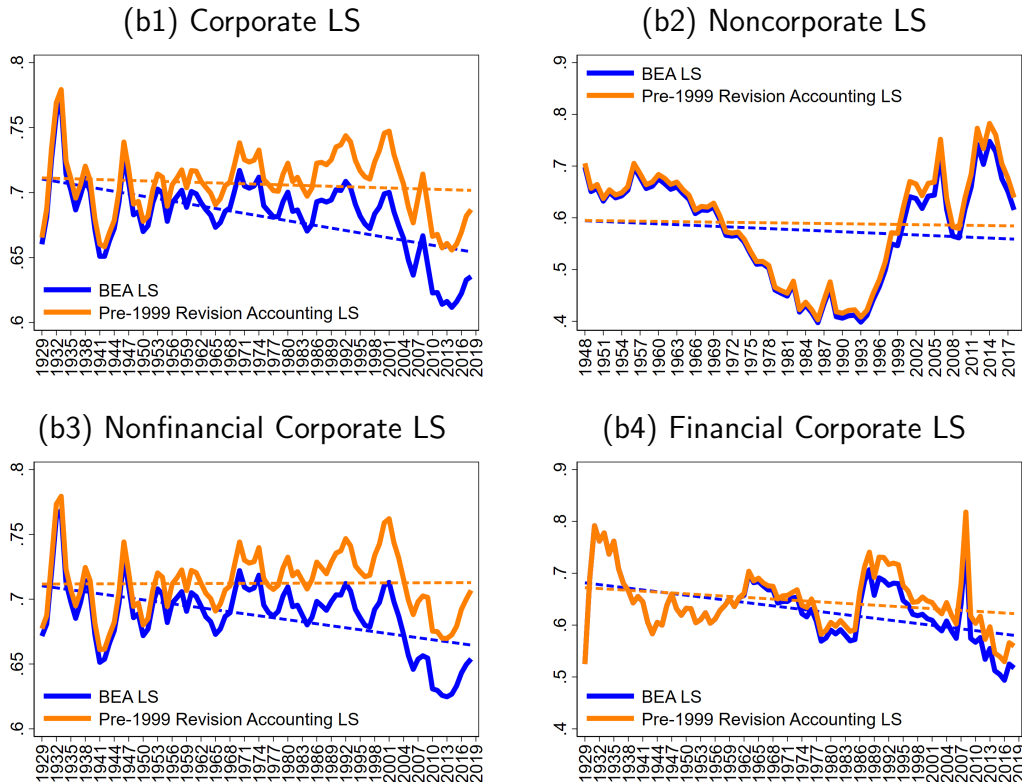 (b1) Corporate LS
.8
.75
.7
.65
.6
BEA LS
Pre-1999 Revision Accounting LS
1929 1932 1935 1938 1941 1944 1947 1950 1953 1956 1959 1962 1965 1968 1971 1974 1977 1980 1983 1986 1989 1992 1995 1998 2001 2004 2007 2010 2013 2016 2019
(b2) Noncorporate LS
.9
.8
.7
.6
.5
.4
BEA LS
Pre-1999 Revision Accounting LS
1948 1951 1954 1957 1960 1963 1966 1969 1972 1975 1978 1981 1984 1987 1990 1993 1996 1999 2002 2005 2008 2011 2014 2017
(b3) Nonfinancial Corporate LS
.8
.75
.7
.65
.6
BEA LS
Pre-1999 Revision Accounting LS
1929 1932 1935 1938 1941 1944 1947 1950 1953 1956 1959 1962 1965 1968 1971 1974 1977 1980 1983 1986 1989 1992 1995 1998 2001 2004 2007 2010 2013 2016 2019
(b4) Financial Corporate LS
.9
.8
.7
.6
.5
.4
BEA LS
Pre-1999 Revision Accounting LS
1929 1932 1935 1938 1941 1944 1947 1950 1953 1956 1959 1962 1965 1968 1971 1974 1977 1980 1983 1986 1989 1992 1995 1998 2001 2004 2007 2010 2013 2016 2019